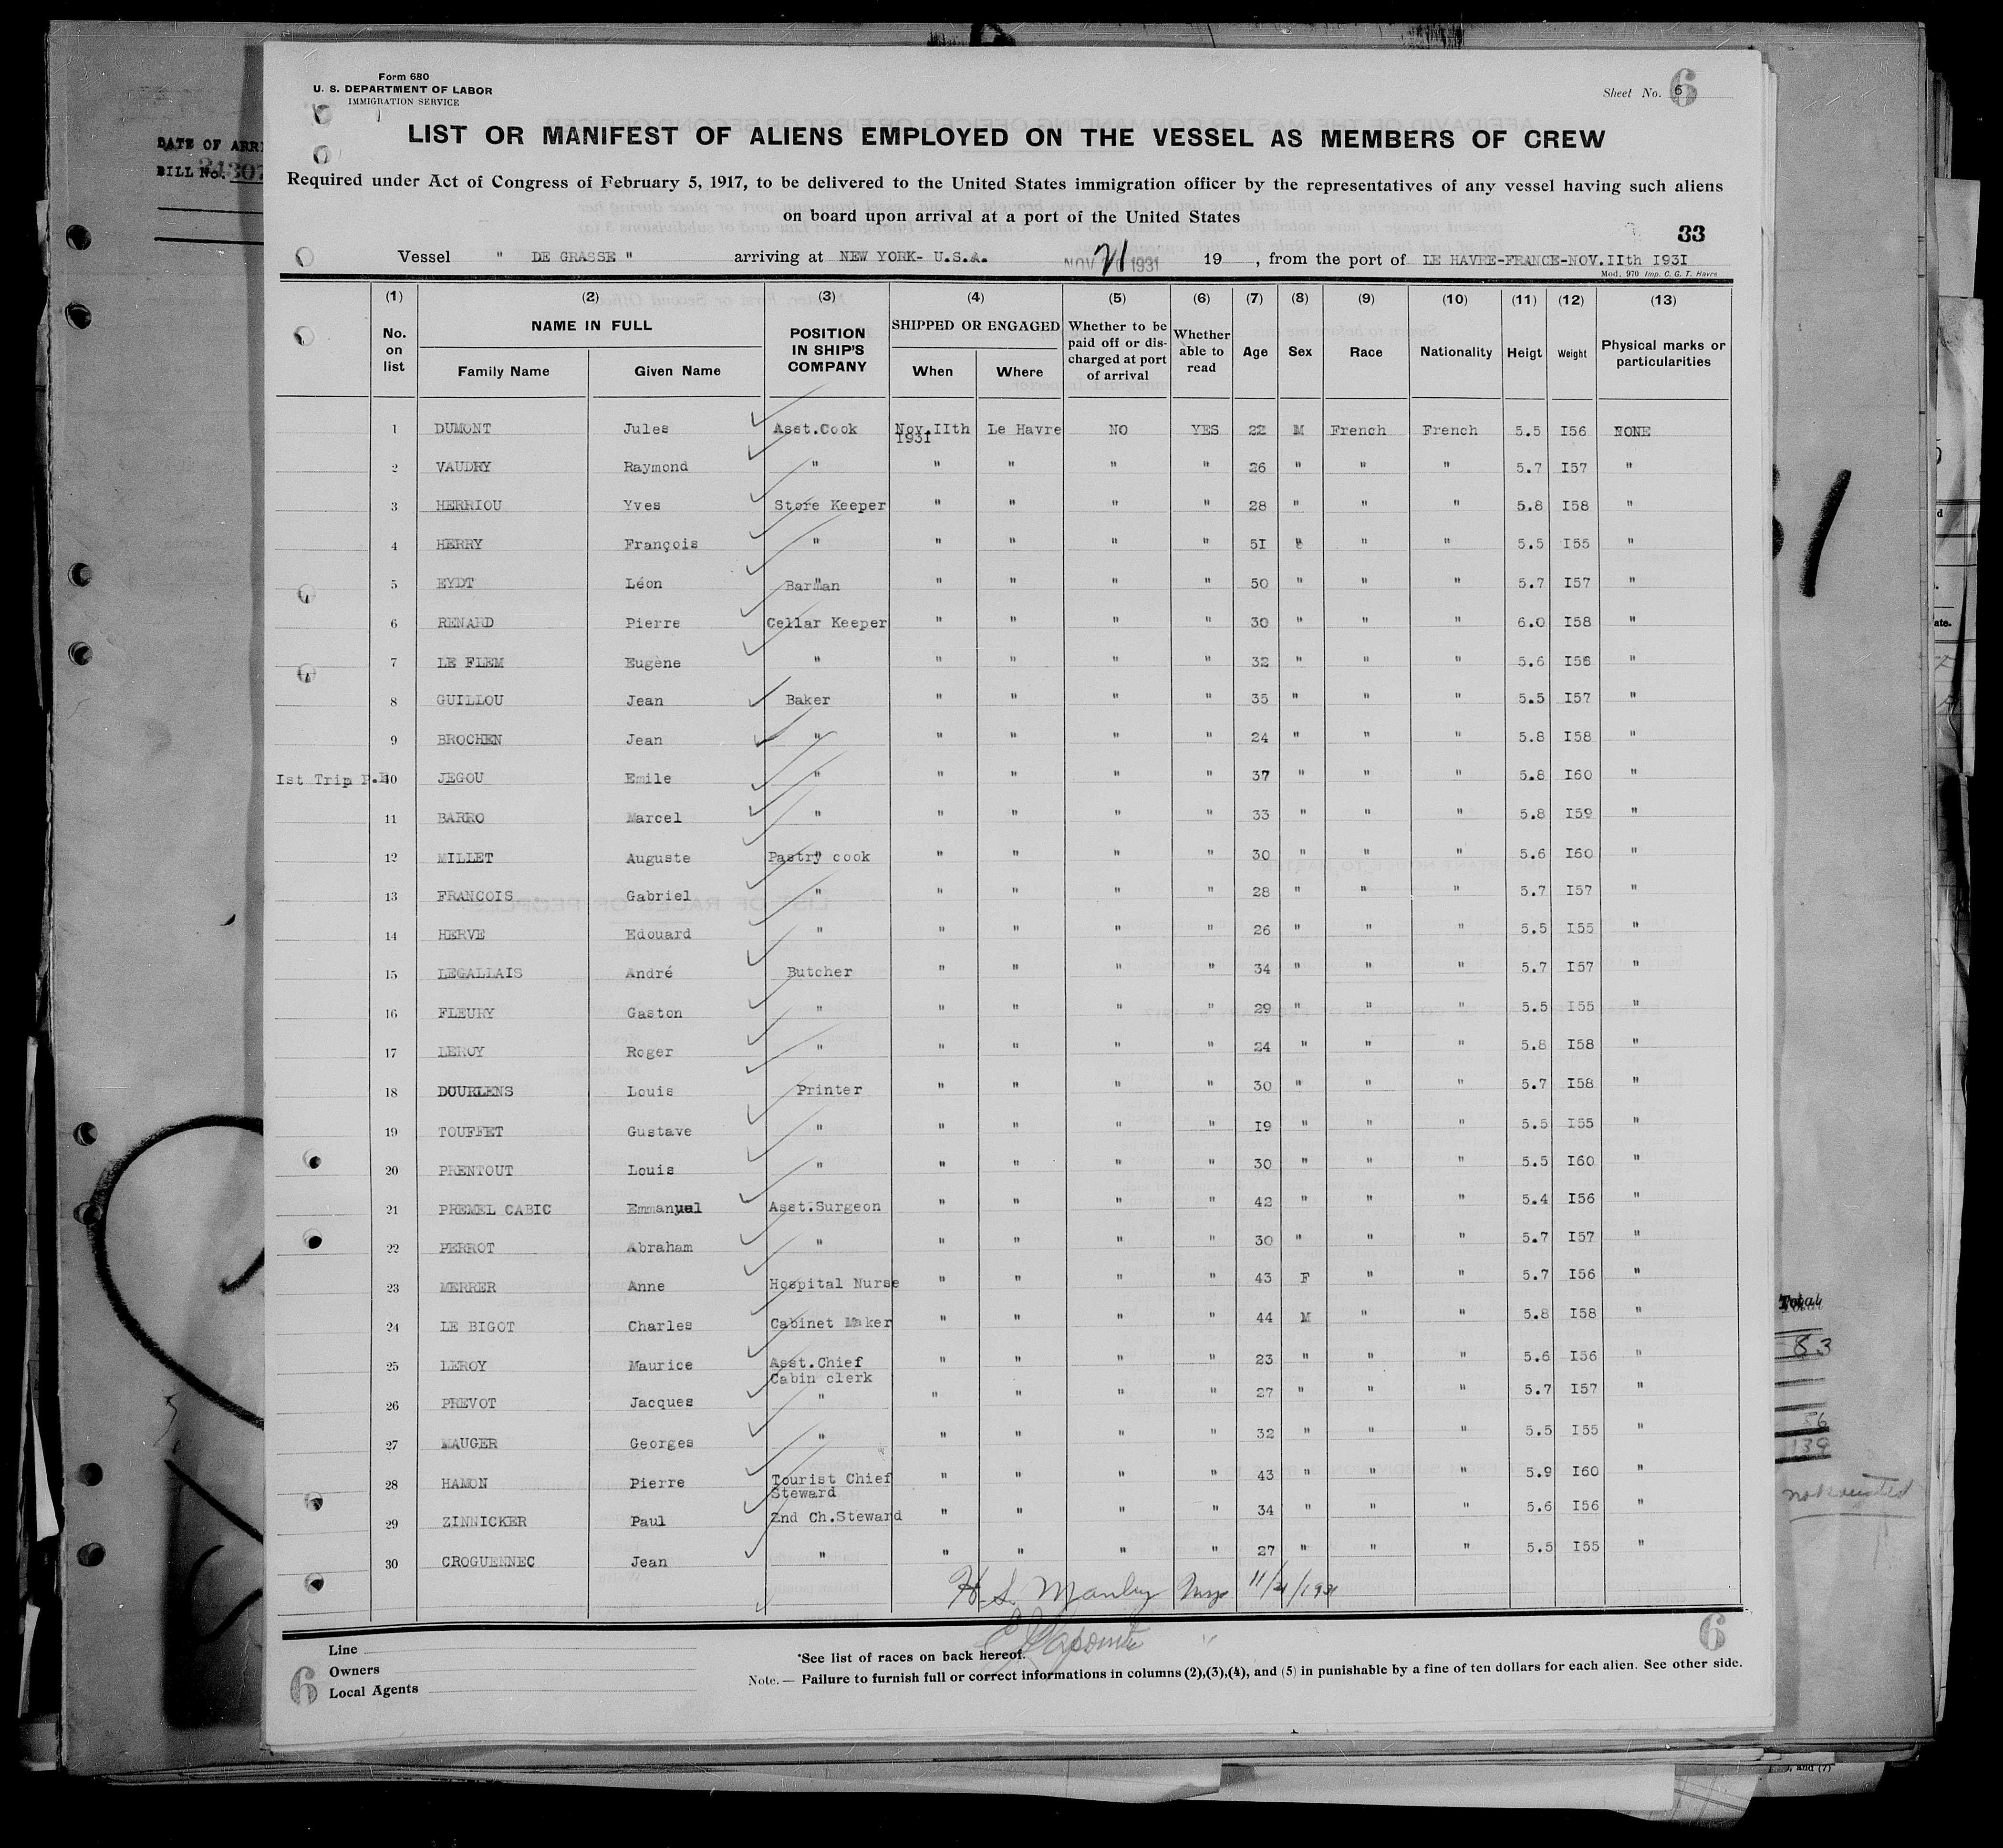 Form 680
U. S. DEPARTMENT OF LABOR
IMMIGRATION SERVICE
Sheet No. 6
6
DATE OF ARRI
BILL No.
LIST OR MANIFEST OF ALIENS EMPLOYED ON THE VESSEL AS MEMBERS OF CREW
Required under Act of Congress of February 5, 1917, to be delivered to the United States immigration officer by the representatives of any vessel having such aliens
on board upon arrival at a port of the United States
33
Vessel " DE GRASSE " arriving at NEW YORK- U.S.A. NOV 21 1931 19 , from the port of LE HAVRE-FRANCE-NOV.IIth I93I
Mod. 970 Imp. C. G. T. Havre
(1) (2) (3) (4) (5) (6) (7) (8) (9) (10) (11) (12) (13)
No. on list NAME IN FULL Family Name Given Name POSITION IN SHIP'S COMPANY SHIPPED OR ENGAGED When Where Whether to be paid off or dis-charged at port of arrival Whether able to read Age Sex Race Nationality Heigt Weight Physical marks or particularities
1 DUMONT Jules Asst.Cook Nov.IIth I93I Le Havre NO YES 22 M French French 5.5 I56 NONE
2 VAUDRY Raymond " " " " " 26 " " " 5.7 I57 "
3 HERRIOU Yves Store Keeper " " " " 28 " " " 5.8 I58 "
4 HERRY François " " " " " 5I " " " 5.5 I55 "
5 EYDT Léon Barman " " " " 50 " " " 5.7 I57 "
6 RENARD Pierre Cellar Keeper " " " " 30 " " " 6.0 I58 "
7 LE FLEM Eugène " " " " " 32 " " " 5.6 I56 "
8 GUILLOU Jean Baker " " " " 35 " " " 5.5 I57 "
9 BROCHEN Jean " " " " " 24 " " " 5.8 I58 "
Ist Trip 10 JEGOU Emile " " " " " 37 " " " 5.8 I60 "
11 BARRO Marcel " " " " " 33 " " " 5.8 I59 "
12 MILLET Auguste Pastry cook " " " " 30 " " " 5.6 I60 "
13 FRANCOIS Gabriel " " " " " 28 " " " 5.7 I57 "
14 HERVE Edouard " " " " " 26 " " " 5.5 I55 "
15 LEGALLAIS André Butcher " " " " 34 " " " 5.7 I57 "
16 FLEURY Gaston " " " " " 29 " " " 5.5 I55 "
17 LEROY Roger " " " " " 24 " " " 5.8 I58 "
18 DOURLENS Louis Printer " " " " 30 " " " 5.7 I58 "
19 TOUFFET Gustave " " " " " I9 " " " 5.5 I55 "
20 PRENTOUT Louis " " " " " 30 " " " 5.5 I60 "
21 PREMEL CABIC Emmanuel Asst.Surgeon " " " " 42 " " " 5.4 I56 "
22 PERROT Abraham " " " " " 30 " " " 5.7 I57 "
23 MERRER Anne Hospital Nurse " " " " 43 F " " 5.7 I56 "
24 LE BIGOT Charles Cabinet Maker " " " " 44 M " " 5.8 I58 "
25 LEROY Maurice Asst.Chief Cabin clerk " " " " 23 " " " 5.6 I56 "
26 PREVOT Jacques " " " " " 27 " " " 5.7 I57 "
27 MAUGER Georges " " " " " 32 " " " 5.5 I55 "
28 HAMON Pierre Tourist Chief Steward " " " " 43 " " " 5.9 I60 "
29 ZINNICKER Paul 2nd Ch.Steward " " " " 34 " " " 5.6 I56 "
30 CROGUENNEC Jean " " " " " 27 " " " 5.5 I55 "
H. S. Manley 11/21/1931
Line
Owners
Local Agents
6
*See list of races on back hereof.
Note.— Failure to furnish full or correct informations in columns (2),(3),(4), and (5) in punishable by a fine of ten dollars for each alien. See other side.
6
Total
83
56
139